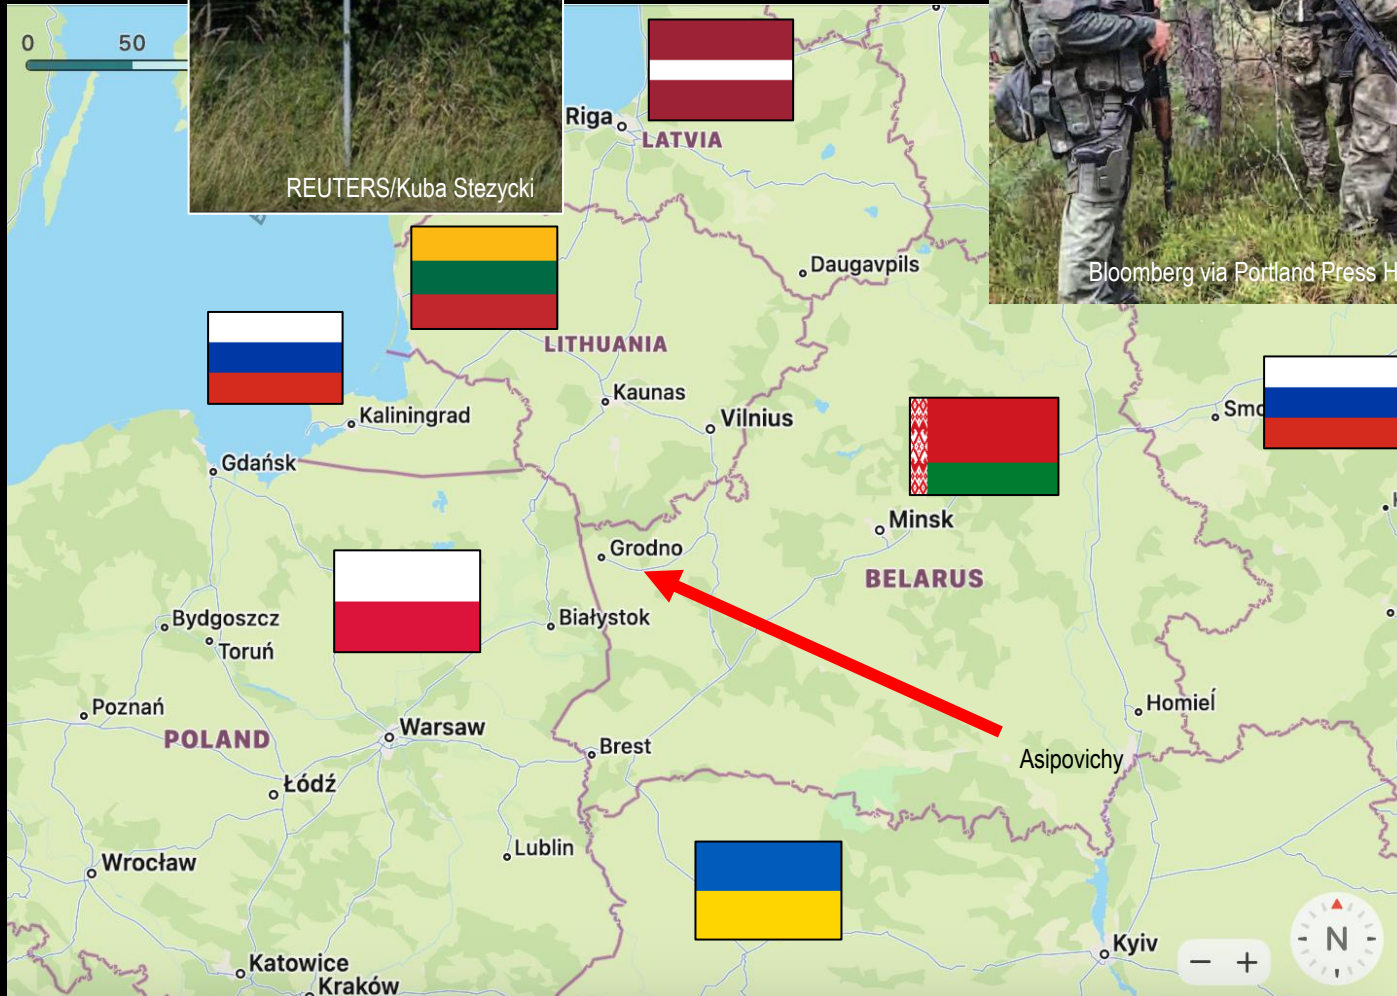 0 50
REUTERS/Kuba Stezycki
Riga
LATVIA
Bloomberg via Portland Press H
Daugavpils
LITHUANIA
Kaunas
Vilnius
Kaliningrad
Smo
Gdańsk
Minsk
Grodno
BELARUS
Białystok
Bydgoszcz
Toruń
Poznań
Homieĺ
Warsaw
POLAND
Brest
Asipovichy
Łódź
Lublin
Wrocław
Kyiv
N
− +
Katowice
Kraków